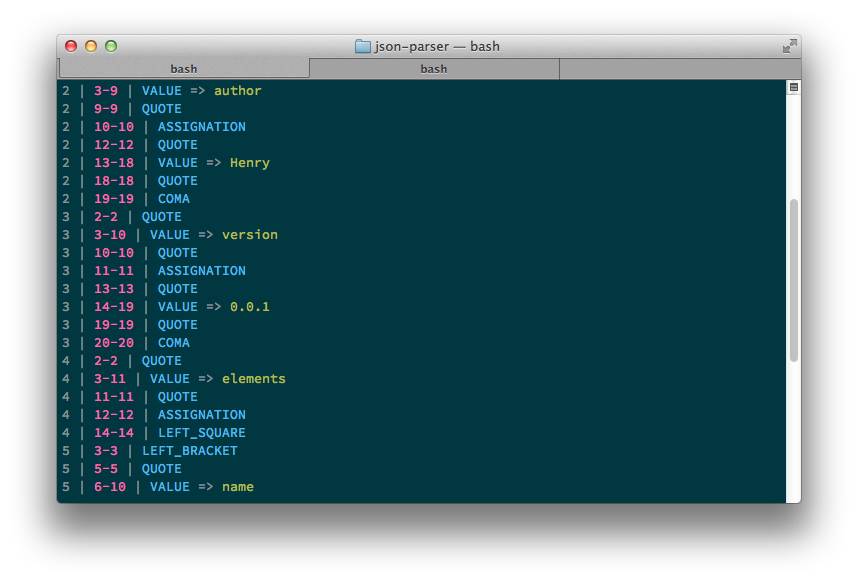 json-parser — bash
bash bash
2 | 3-9 | VALUE => author
2 | 9-9 | QUOTE
2 | 10-10 | ASSIGNATION
2 | 12-12 | QUOTE
2 | 13-18 | VALUE => Henry
2 | 18-18 | QUOTE
2 | 19-19 | COMA
3 | 2-2 | QUOTE
3 | 3-10 | VALUE => version
3 | 10-10 | QUOTE
3 | 11-11 | ASSIGNATION
3 | 13-13 | QUOTE
3 | 14-19 | VALUE => 0.0.1
3 | 19-19 | QUOTE
3 | 20-20 | COMA
4 | 2-2 | QUOTE
4 | 3-11 | VALUE => elements
4 | 11-11 | QUOTE
4 | 12-12 | ASSIGNATION
4 | 14-14 | LEFT_SQUARE
5 | 3-3 | LEFT_BRACKET
5 | 5-5 | QUOTE
5 | 6-10 | VALUE => name